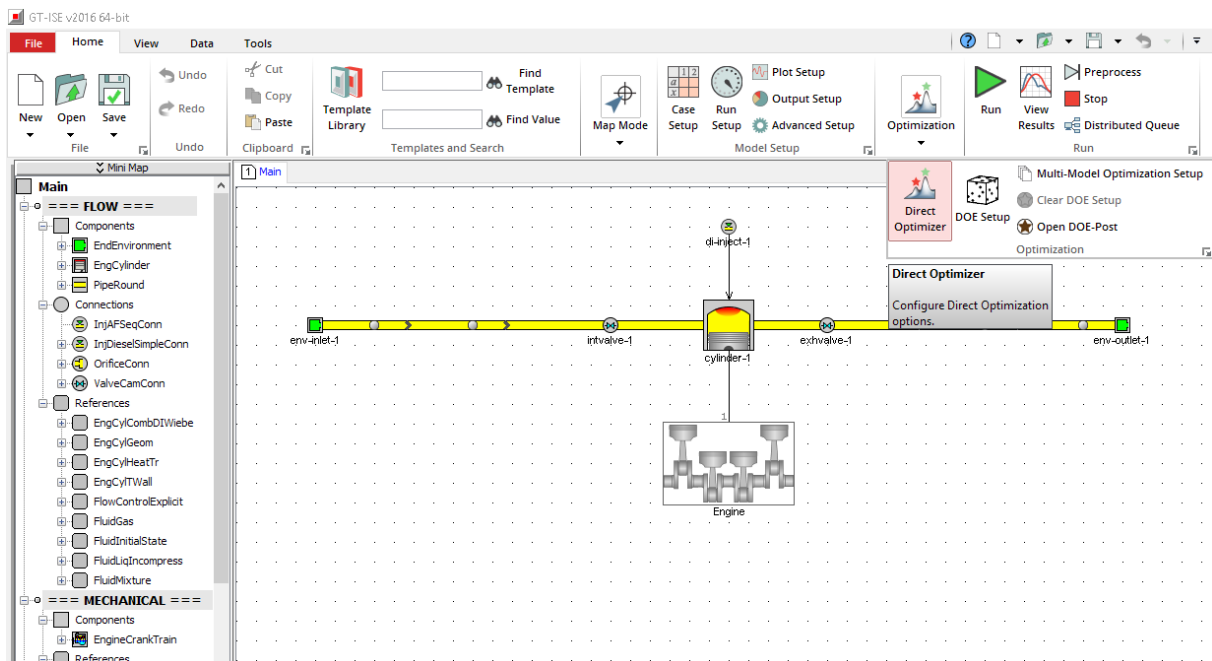 GT-ISE v2016 64-bit
File Home View Data Tools
New Open Save
File
Undo
Redo
Undo
Cut
Copy
Paste
Clipboard
Template Library
Find Template
Find Value
Templates and Search
Map Mode
Case Setup
Run Setup
Plot Setup
Output Setup
Advanced Setup
Model Setup
Optimization
Run
View Results
Preprocess
Stop
Distributed Queue
Run
Direct Optimizer
DOE Setup
Multi-Model Optimization Setup
Clear DOE Setup
Open DOE-Post
Optimization
Direct Optimizer
Configure Direct Optimization
options.
Mini Map
Main
=== FLOW ===
Components
EndEnvironment
EngCylinder
PipeRound
Connections
InjAFSeqConn
InjDieselSimpleConn
OrificeConn
ValveCamConn
References
EngCylCombDIWiebe
EngCylGeom
EngCylHeatTr
EngCylTWall
FlowControlExplicit
FluidGas
FluidInitialState
FluidLiqIncompress
FluidMixture
=== MECHANICAL ===
Components
EngineCrankTrain
References
1 Main
di-inject-1
env-inlet-1
intvalve-1
cylinder-1
exhvalve-1
env-outlet-1
1
Engine